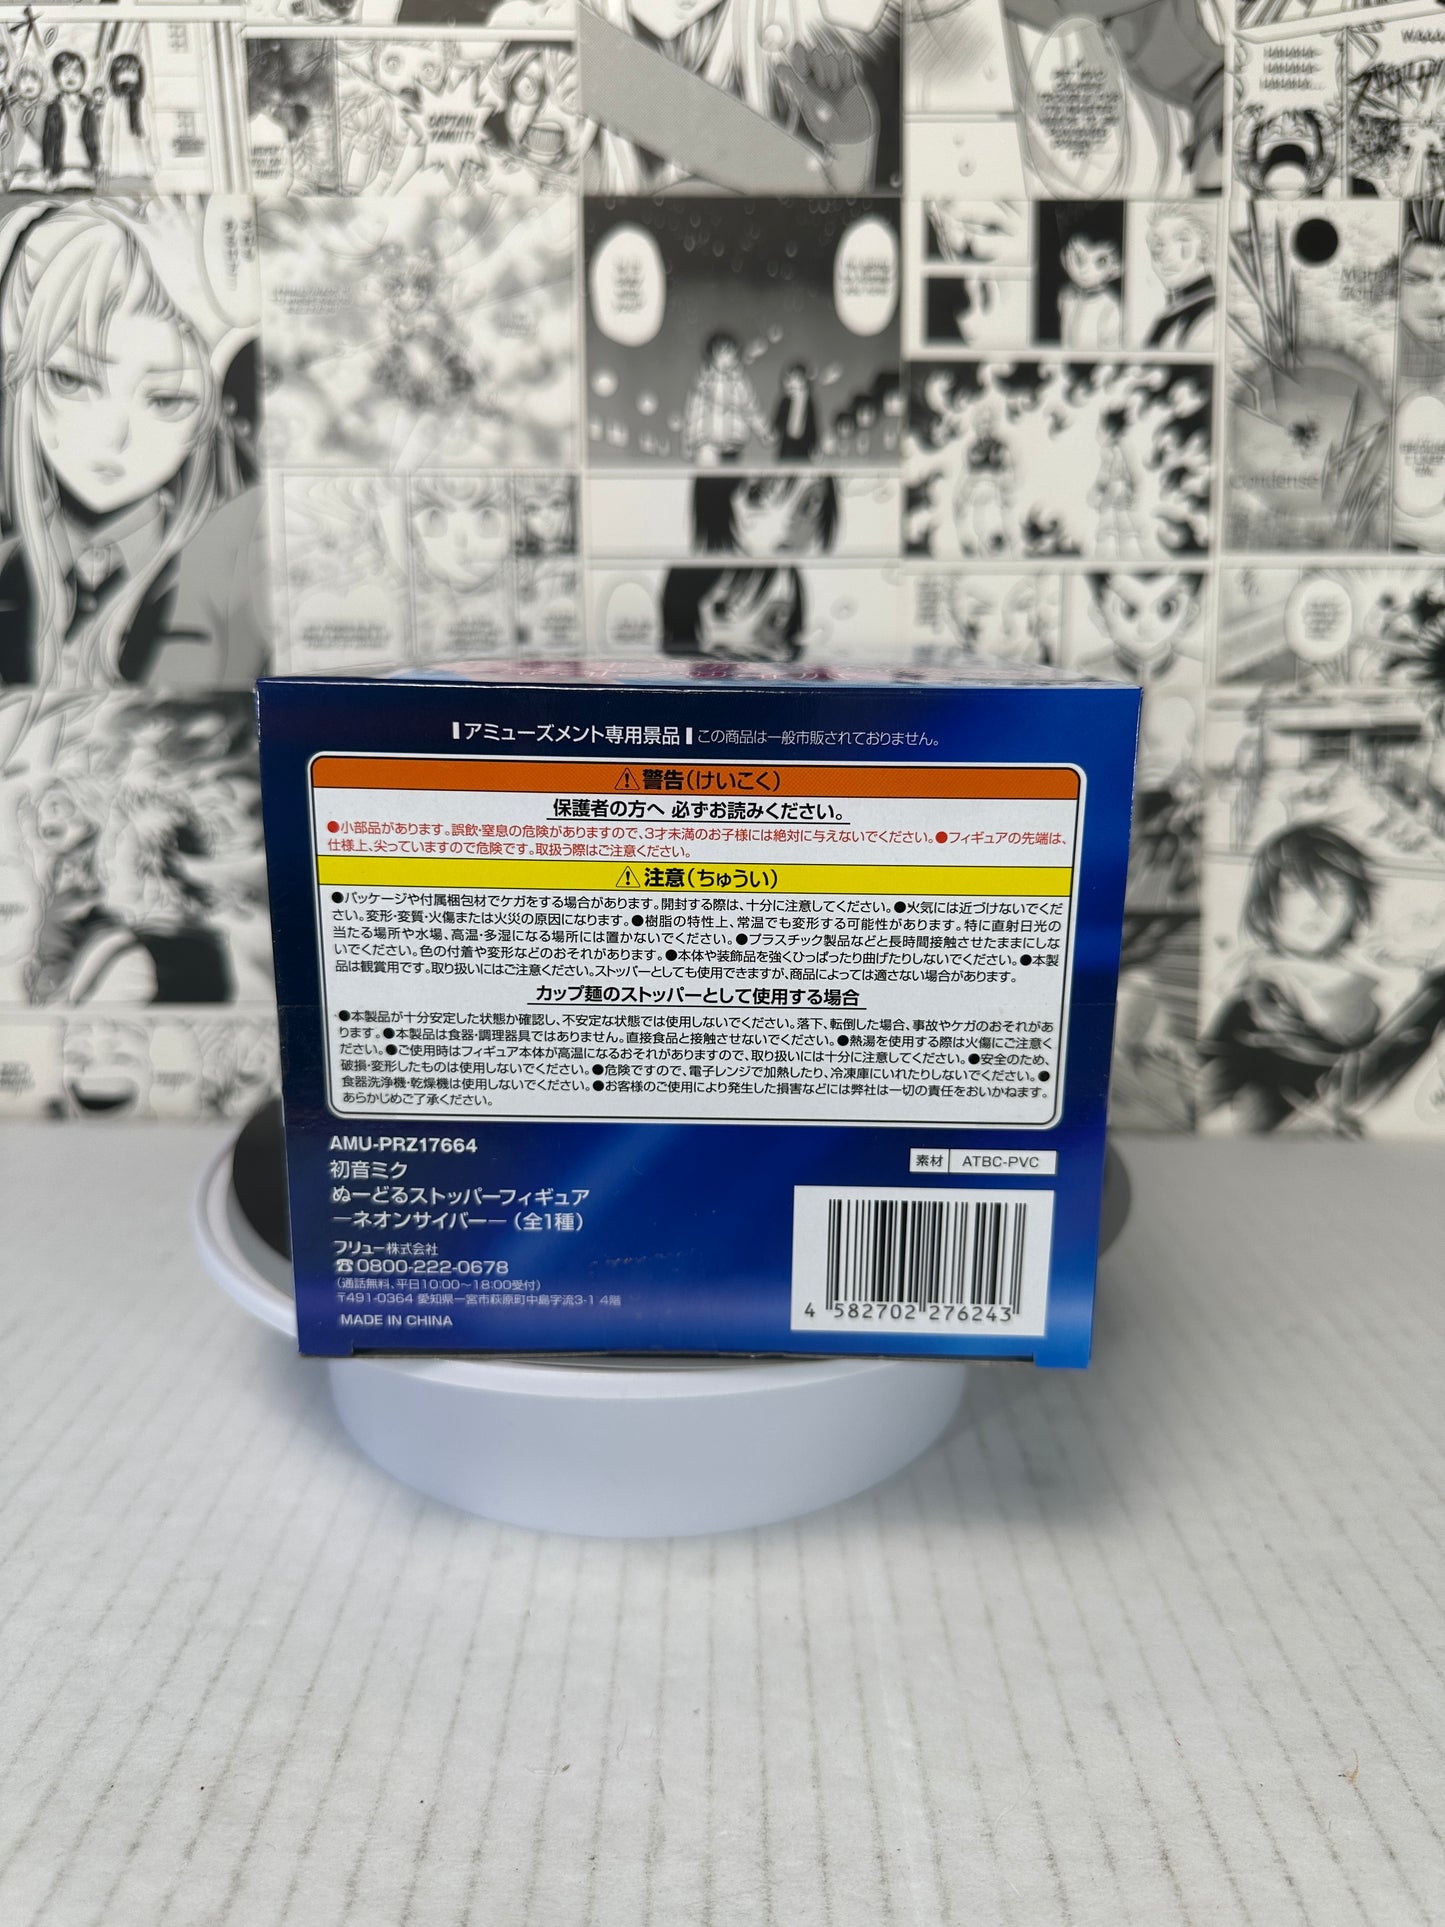 CAPTAIN YAMI!!!
Condense
アミューズメント専用景品 この商品は一般市販されておりません。
⚠警告(けいこく)
保護者の方へ 必ずお読みください。
●小部品があります。誤飲・窒息の危険がありますので、3才未満のお子様には絶対に与えないでください。●フィギュアの先端は、
仕様上、尖っていますので危険です。取扱う際はご注意ください。
⚠注意(ちゅうい)
●パッケージや付属梱包材でケガをする場合があります。開封する際は、十分に注意してください。●火気には近づけないでくだ
さい。変形・変質・火傷または火災の原因になります。●樹脂の特性上、常温でも変形する可能性があります。特に直射日光の
当たる場所や水場、高温・多湿になる場所には置かないでください。●プラスチック製品などと長時間接触させたままにしな
いでください。色の付着や変形などのおそれがあります。●本体や装飾品を強くひっぱったり曲げたりしないでください。●本製
品は観賞用です。取り扱いにはご注意ください。ストッパーとしても使用できますが、商品によっては適さない場合があります。
カップ麺のストッパーとして使用する場合
●本製品が十分安定した状態か確認し、不安定な状態では使用しないでください。落下、転倒した場合、事故やケガのおそれがあ
ります。●本製品は食器・調理器具ではありません。直接食品と接触させないでください。●熱湯を使用する際は火傷にご注意く
ださい。●ご使用時はフィギュア本体が高温になるおそれがありますので、取り扱いには十分に注意してください。●安全のため、
破損・変形したものは使用しないでください。●危険ですので、電子レンジで加熱したり、冷凍庫にいれたりしないでください。●
食器洗浄機・乾燥機は使用しないでください。●お客様のご使用により発生した損害などには弊社は一切の責任をおいかねます。
あらかじめご了承ください。
AMU-PRZ17664
初音ミク
ぬーどるストッパーフィギュア
―ネオンサイバー―(全1種)
素材 ATBC-PVC
フリュー株式会社
☎0800-222-0678
(通話無料、平日10:00〜18:00受付)
〒491-0364 愛知県一宮市萩原町中島字流3-1 4階
MADE IN CHINA
4 582702 276243